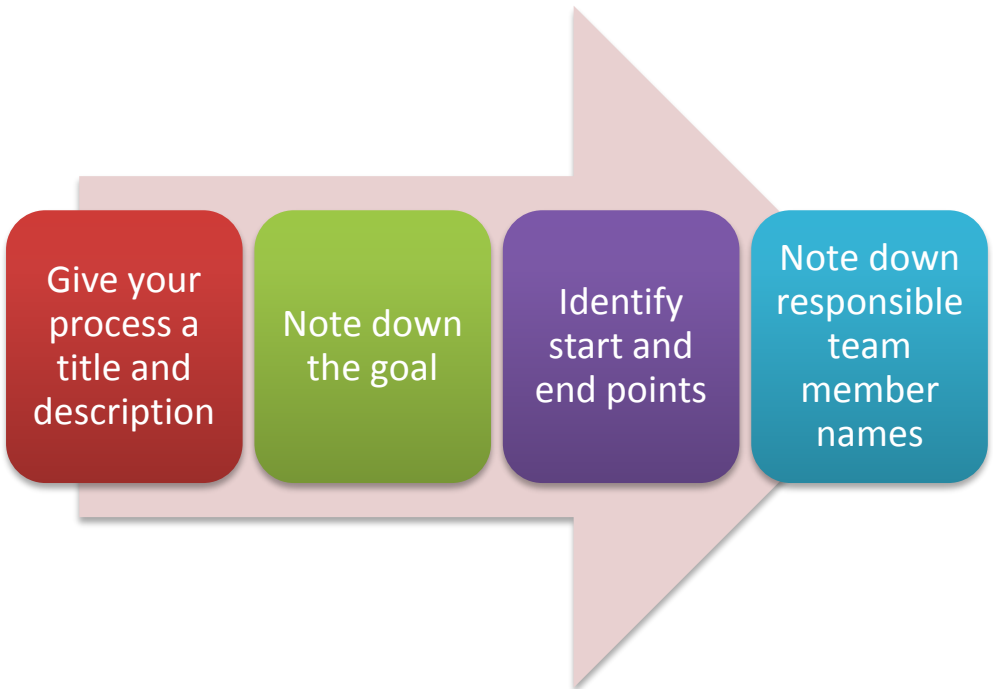 Give your
process a
title and
description
Note down
the goal
Identify
start and
end points
Note down
responsible
team
member
names